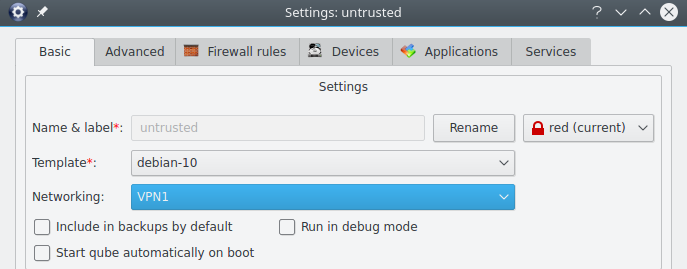 Settings: untrusted
Basic Advanced Firewall rules Devices Applications Services
Settings
Name & label*: untrusted Rename red (current)
Template*: debian-10
Networking: VPN1
Include in backups by default Run in debug mode
Start qube automatically on boot